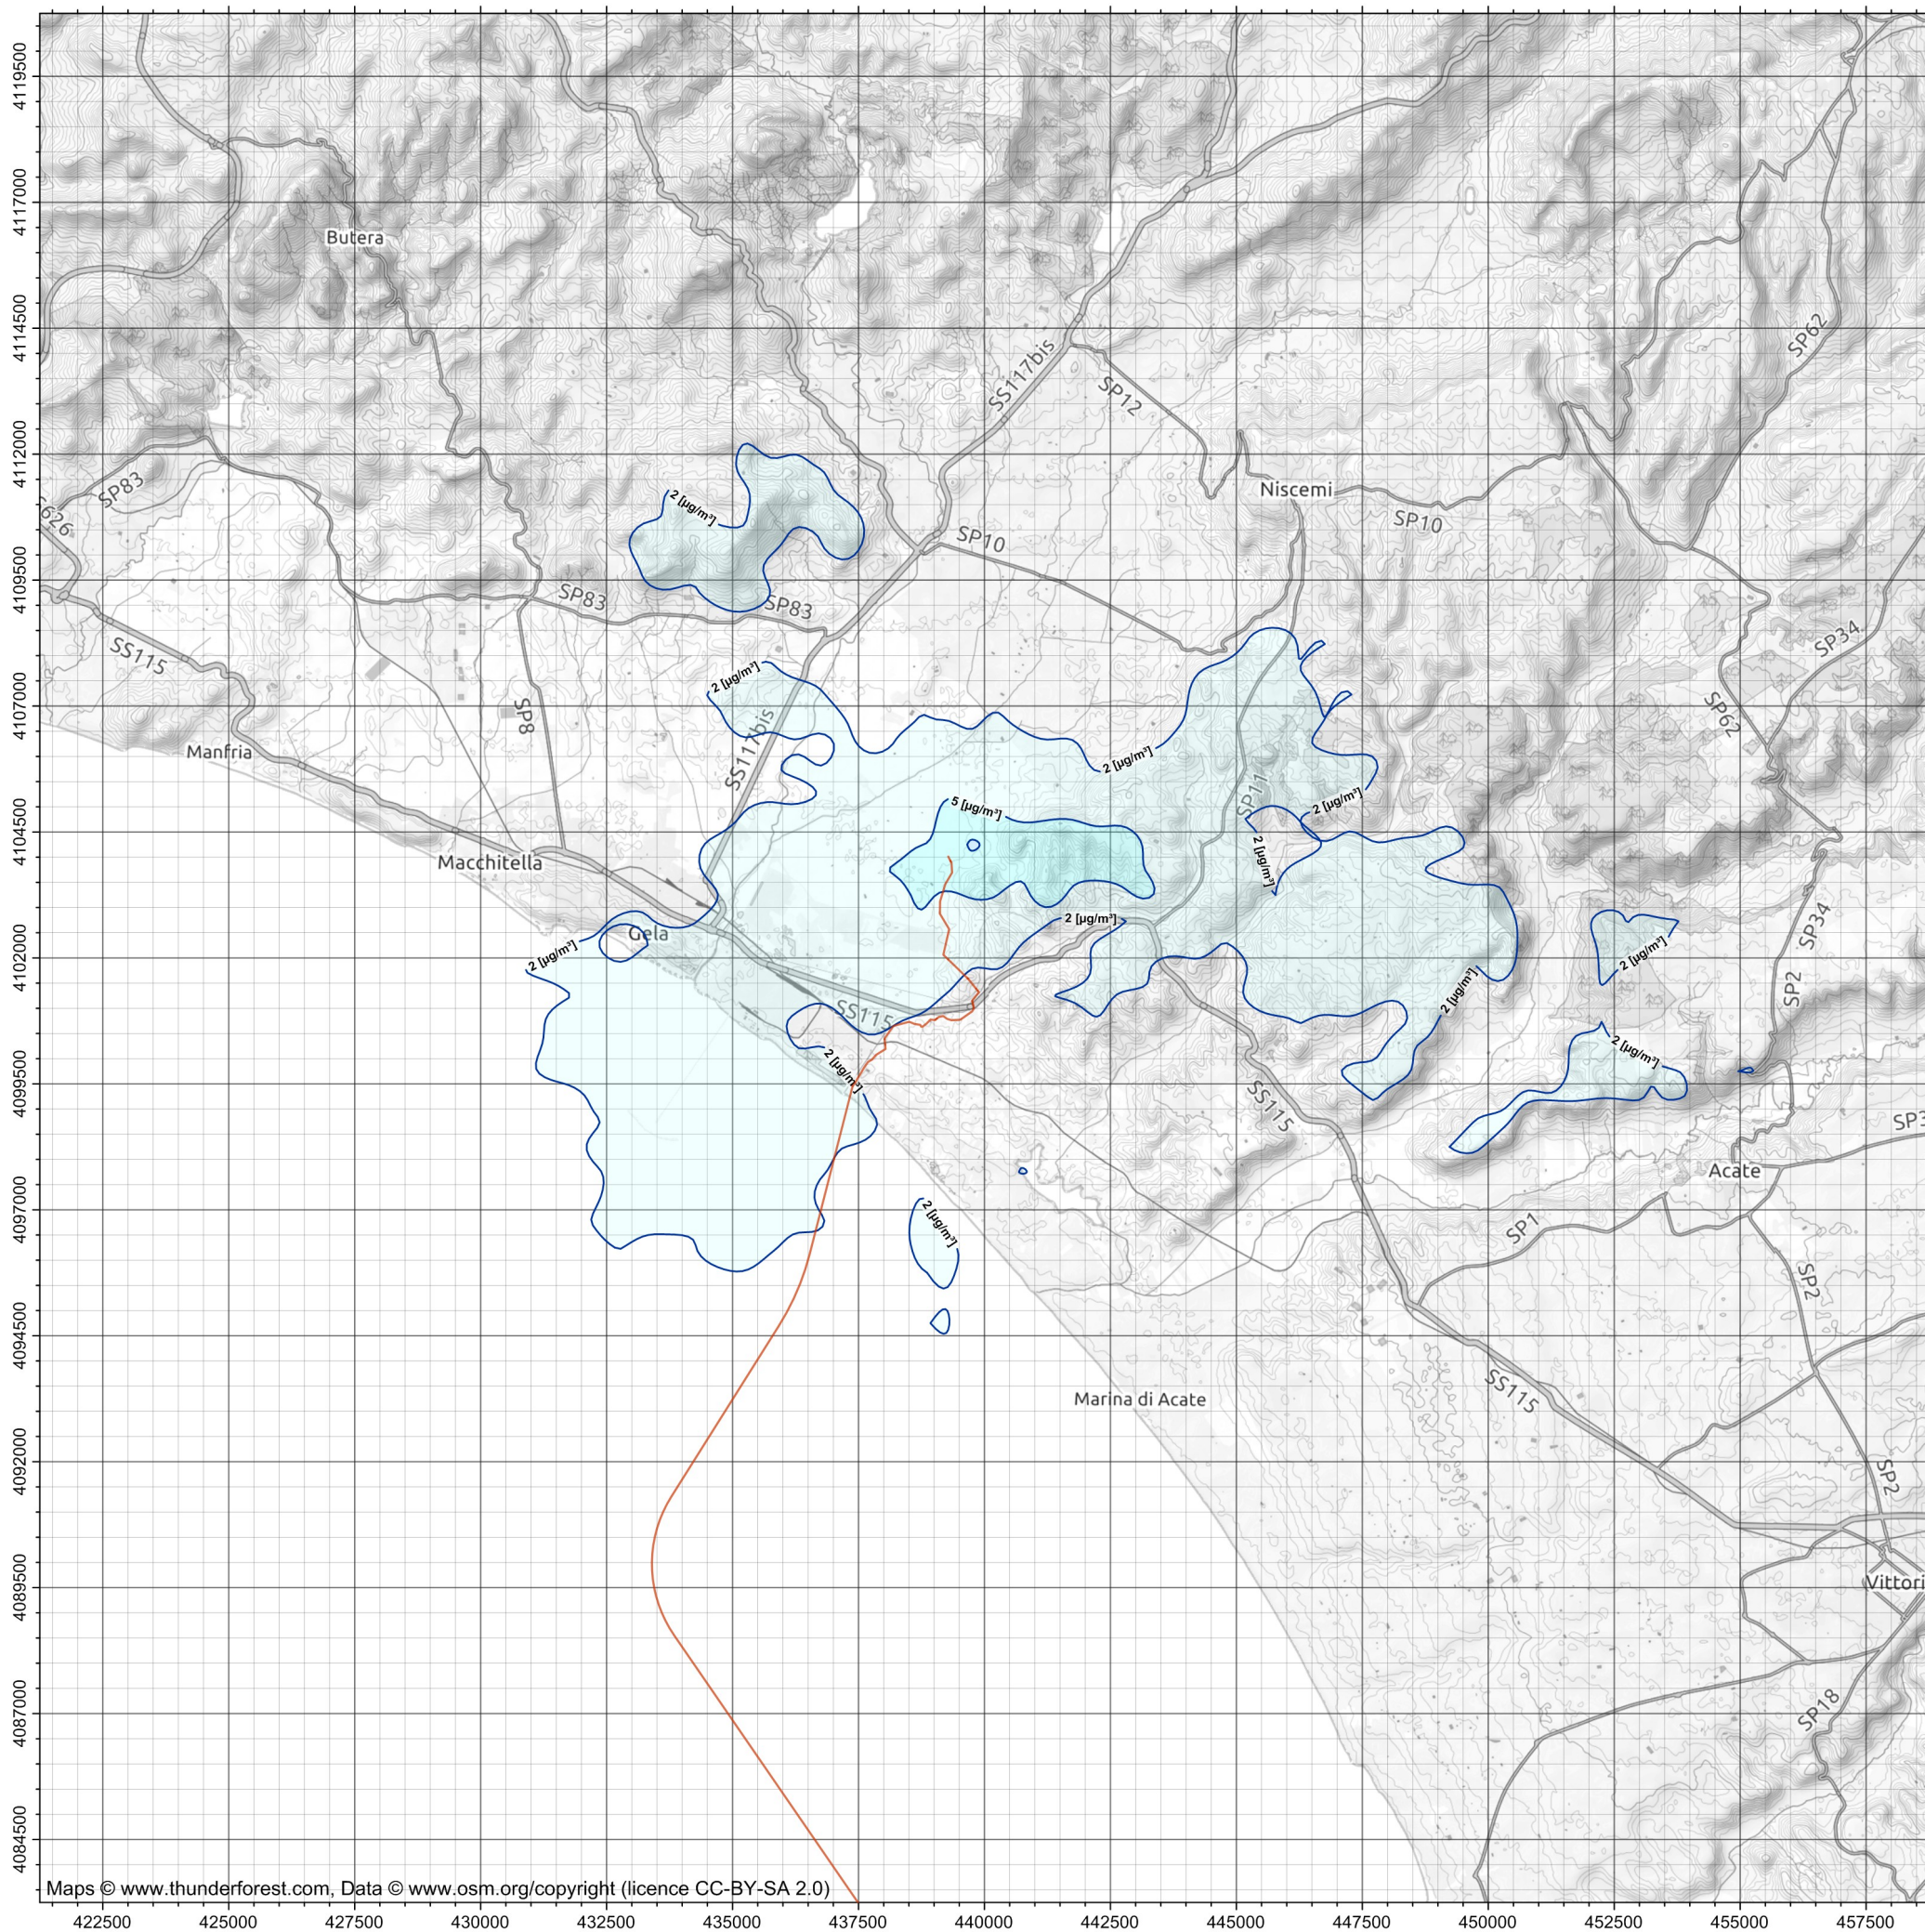 4119500
4117000
Butera
4114500
SP62
SS117bis
SP12
4112000
SP83
2 [µg/m³]
Niscemi
SP10
626
SP10
4109500
SP83
SP83
SP34
SS115
2 [µg/m³]
4107000
SP8
SS117bis
SP62
Manfria
2 [µg/m³]
SP11
2 [µg/m³]
5 [µg/m³]
4104500
Macchitella
2 [µg/m³]
2 [µg/m³]
SP34
Gela
2 [µg/m³]
2 [µg/m³]
4102000
2 [µg/m³]
SP2
SS115
2 [µg/m³]
2 [µg/m³]
4099500
SS115
SP3
Acate
4097000
2 [µg/m³]
SP1
SP2
4094500
Marina di Acate
SS115
4092000
SP2
4089500
Vittori
4087000
SP18
4084500
Maps © www.thunderforest.com, Data © www.osm.org/copyright (licence CC-BY-SA 2.0)
422500 425000 427500 430000 432500 435000 437500 440000 442500 445000 447500 450000 452500 455000 457500